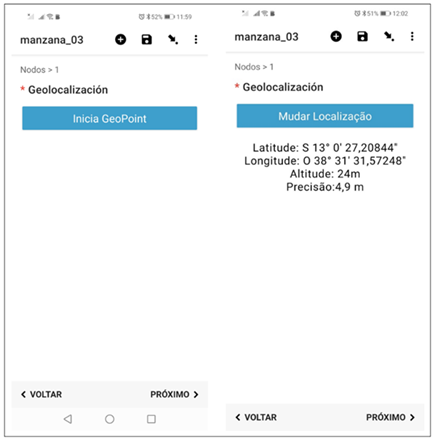 52% 11:59
manzana_03
Nodos > 1
* Geolocalización
Inicia GeoPoint
< VOLTAR
PRÓXIMO >
51% 12:02
manzana_03
Nodos > 1
* Geolocalización
Mudar Localização
Latitude: S 13° 0' 27,20844"
Longitude: O 38° 31' 31,57248"
Altitude: 24m
Precisão:4,9 m
< VOLTAR
PRÓXIMO >